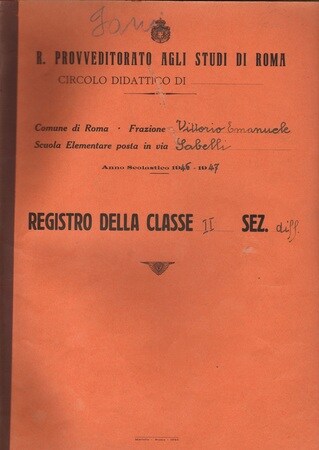 R. PROVVEDITORATO AGLI STUDI DI ROMA
CIRCOLO DIDATTICO DI
Comune di Roma - Frazione Vittorio Emanuele
Scuola Elementare posta in via Sabelli
Anno Scolastico 1946 - 1947
REGISTRO DELLA CLASSE II SEZ. diff.